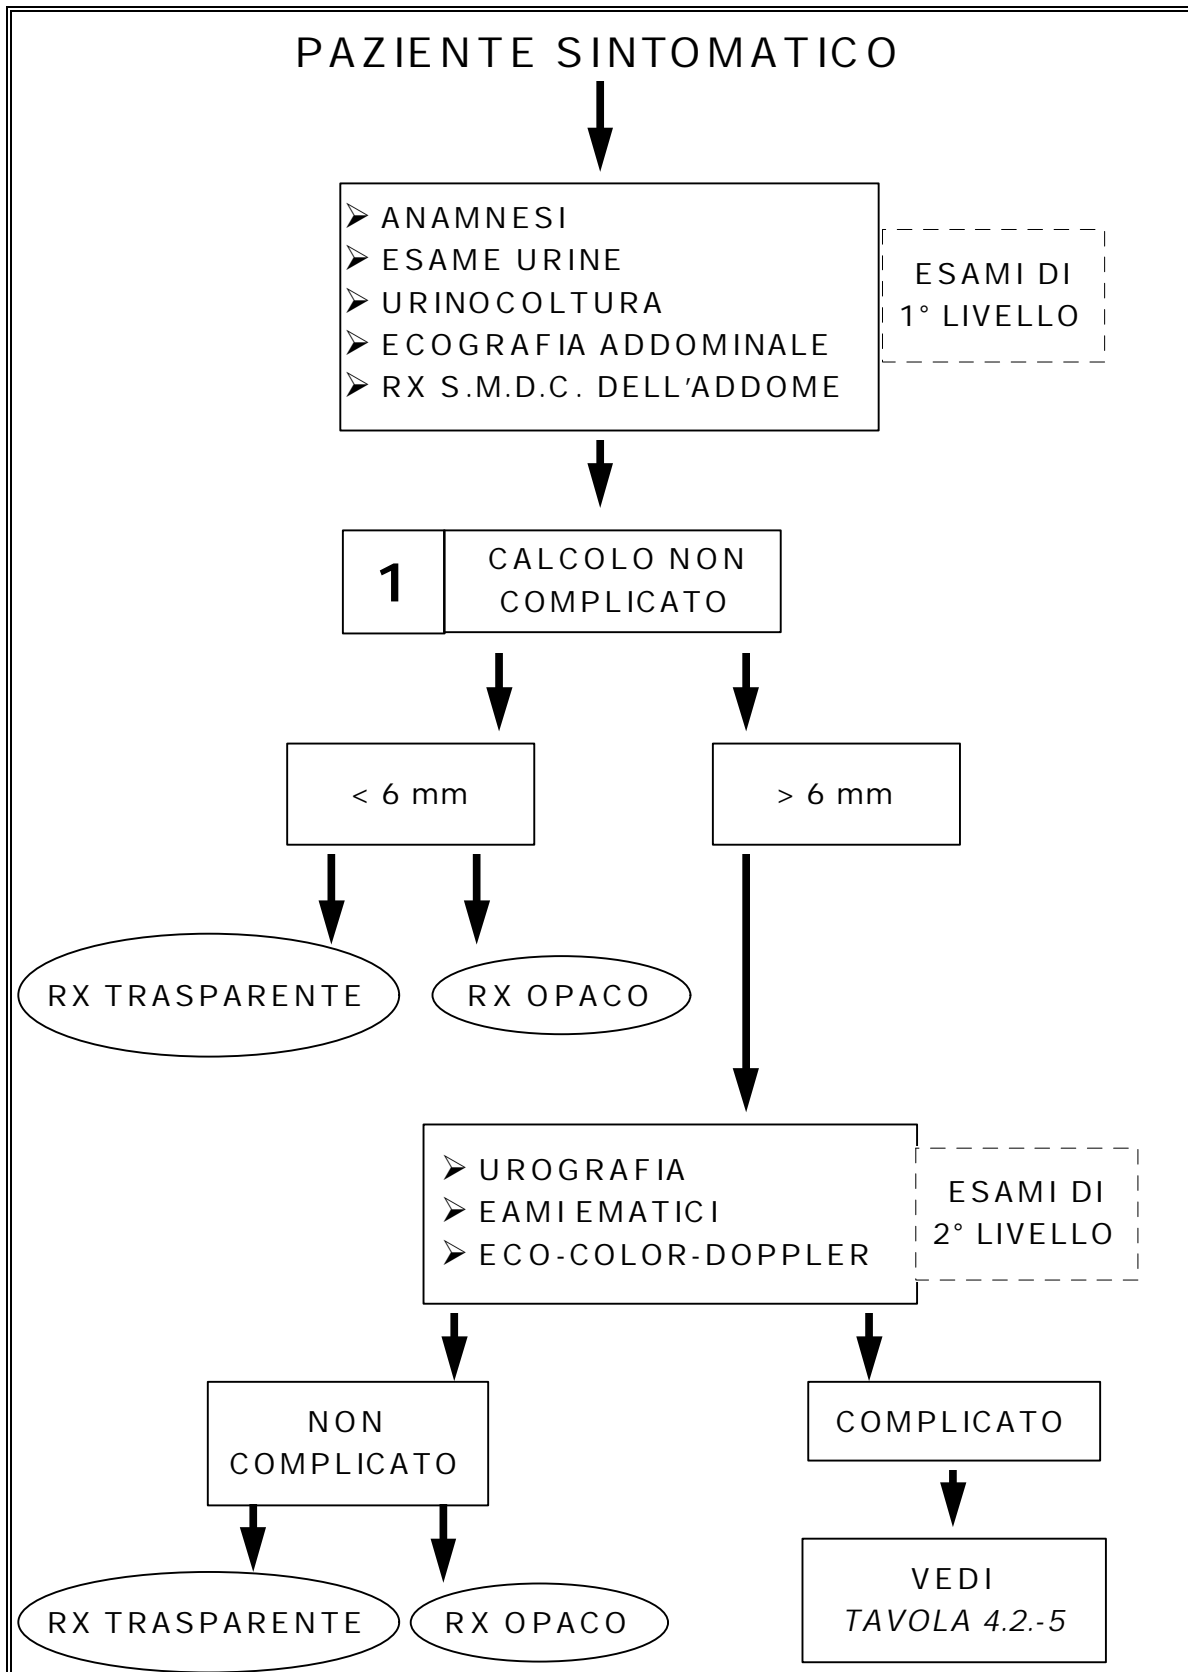 PAZIENTE SINTOMATICO
➢ ANAMNESI
➢ ESAME URINE
➢ URINOCOLTURA
➢ ECOGRAFIA ADDOMINALE
➢ RX S.M.D.C. DELL'ADDOME
ESAMI DI
1° LIVELLO
1
CALCOLO NON
COMPLICATO
< 6 mm
> 6 mm
RX TRASPARENTE
RX OPACO
➢ UROGRAFIA
➢ EAMI EMATICI
➢ ECO-COLOR-DOPPLER
ESAMI DI
2° LIVELLO
NON
COMPLICATO
COMPLICATO
RX TRASPARENTE
RX OPACO
VEDI
TAVOLA 4.2.-5